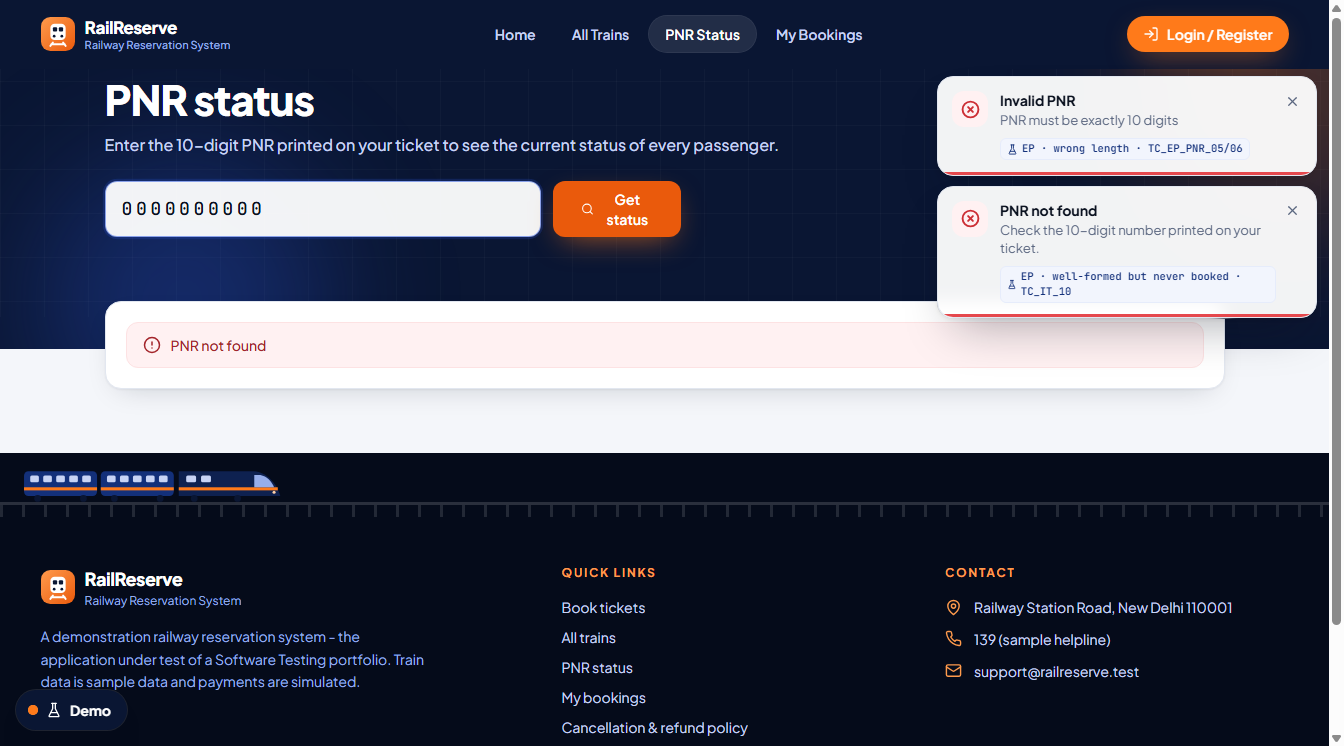 RailReserve
Railway Reservation System
Home
All Trains
PNR Status
My Bookings
Login / Register
PNR status
Enter the 10-digit PNR printed on your ticket to see the current status of every passenger.
0000000000
Get
status
Invalid PNR
PNR must be exactly 10 digits
EP · wrong length · TC_EP_PNR_05/06
PNR not found
Check the 10-digit number printed on your
ticket.
EP · well-formed but never booked ·
TC_IT_10
PNR not found
RailReserve
Railway Reservation System
A demonstration railway reservation system - the
application under test of a Software Testing portfolio. Train
data is sample data and payments are simulated.
Demo
QUICK LINKS
Book tickets
All trains
PNR status
My bookings
Cancellation & refund policy
CONTACT
Railway Station Road, New Delhi 110001
139 (sample helpline)
support@railreserve.test